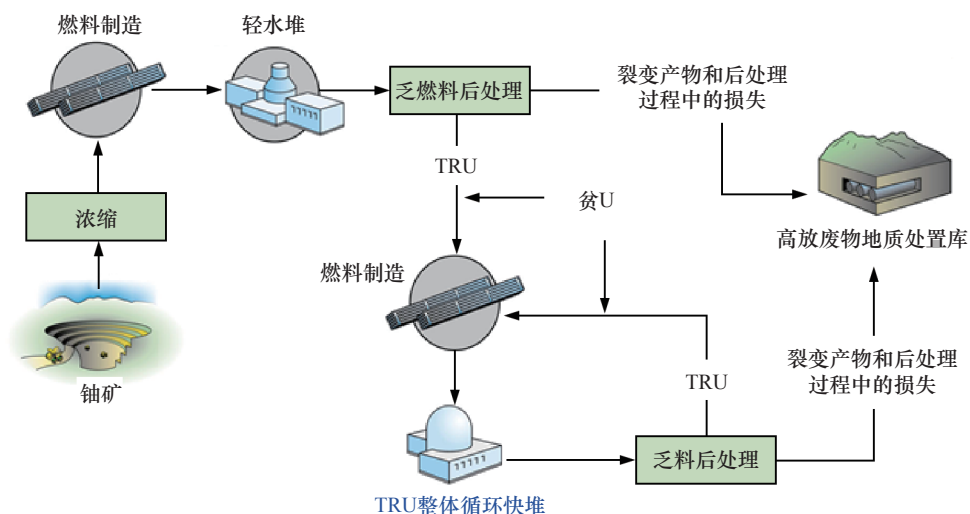 燃料制造
轻水堆
乏燃料后处理
裂变产物和后处理
过程中的损失
TRU
贫U
浓缩
高放废物地质处置库
燃料制造
铀矿
TRU
裂变产物和后处理
过程中的损失
乏料后处理
TRU整体循环快堆